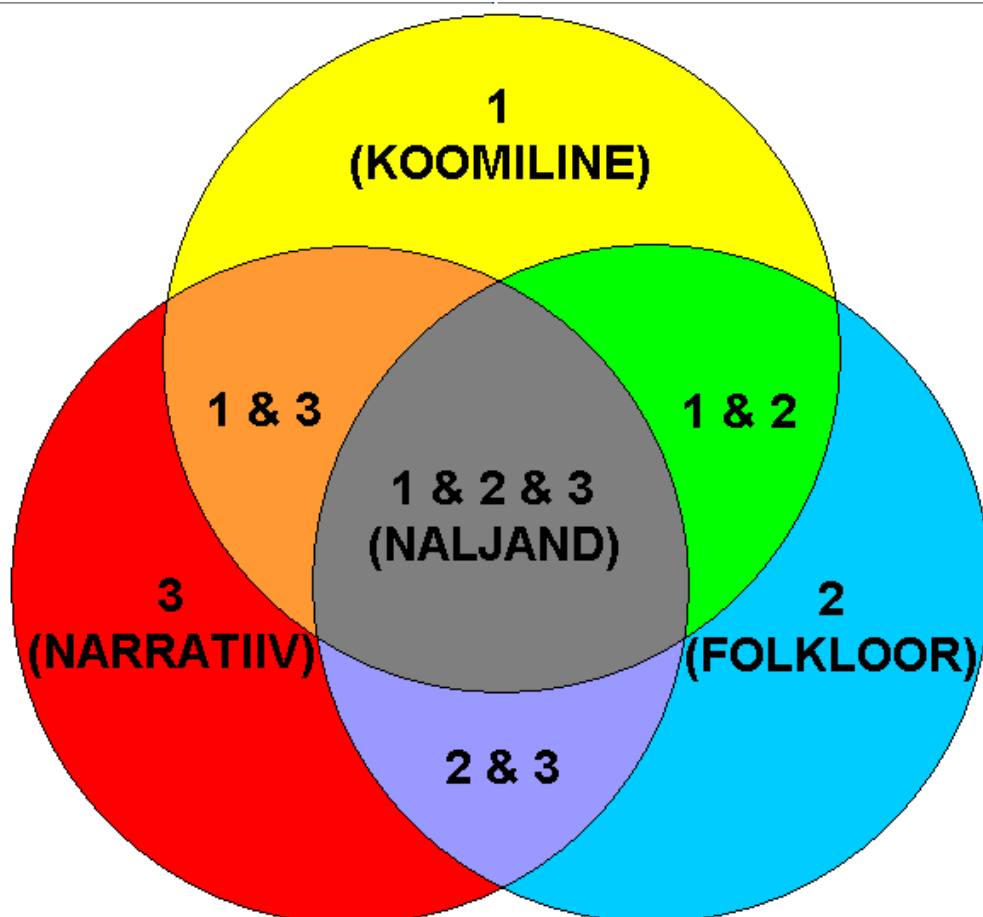 1
(KOOMILINE)
1 & 3
1 & 2
1 & 2 & 3
(NALJAND)
3
(NARRATIIV)
2
(FOLKLOOR)
2 & 3